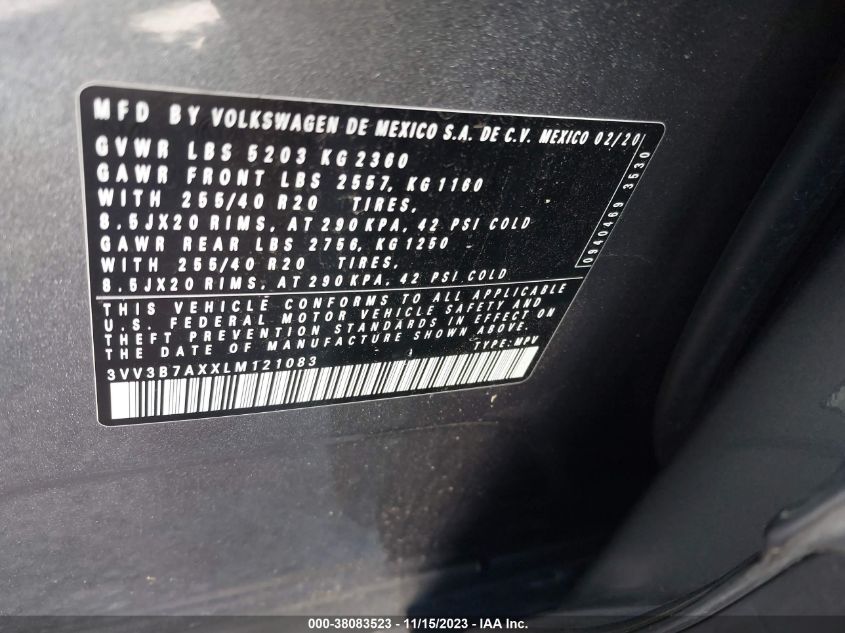 MFD BY VOLKSWAGEN DE MEXICO S.A. DE C.V. MEXICO 02/20
GVWR LBS 5203 KG 2360
GAWR FRONT LBS 2557, KG 1160
WITH 255/40 R20 TIRES,
8.5JX20 RIMS, AT 290 KPA, 42 PSI COLD
GAWR REAR LBS 2756, KG 1250
WITH 255/40 R20 TIRES,
8.5JX20 RIMS, AT 290 KPA, 42 PSI COLD
0940469 3530
THIS VEHICLE CONFORMS TO ALL APPLICABLE
U.S. FEDERAL MOTOR VEHICLE SAFETY AND
THEFT PREVENTION STANDARDS IN EFFECT ON
THE DATE OF MANUFACTURE SHOWN ABOVE.
3VV3B7AXXLM121083
TYPE: MPV
000-38083523 - 11/15/2023 - IAA Inc.